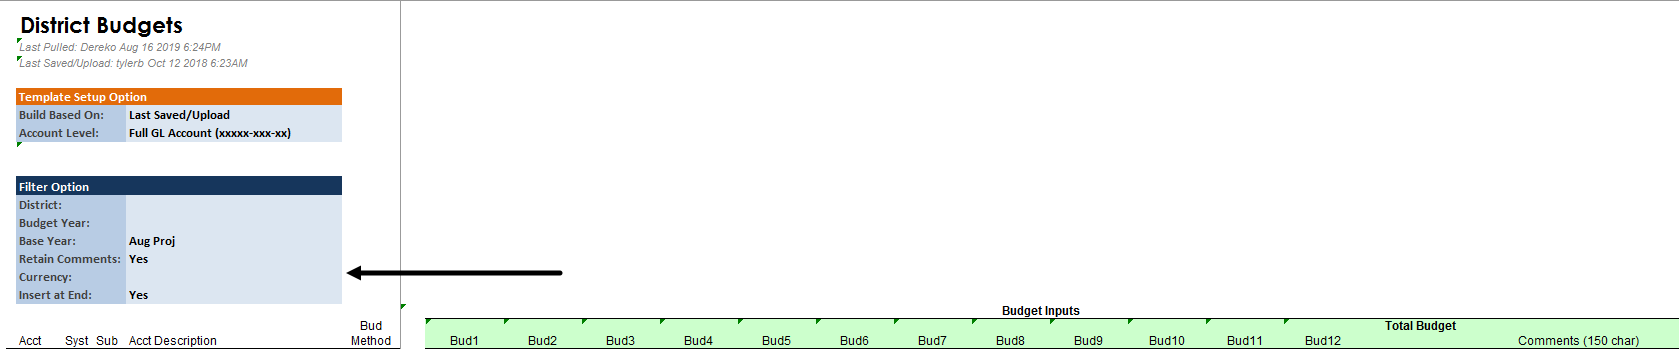 District Budgets
Last Pulled: Dereko Aug 16 2019 6:24PM
Last Saved/Upload: tylerb Oct 12 2018 6:23AM
Template Setup Option
Build Based On: Last Saved/Upload
Account Level: Full GL Account (xxxxx-xxx-xx)
Filter Option
District:
Budget Year:
Base Year: Aug Proj
Retain Comments: Yes
Currency:
Insert at End: Yes
Budget Inputs
Bud Total Budget
Acct Syst Sub Acct Description Method Bud1 Bud2 Bud3 Bud4 Bud5 Bud6 Bud7 Bud8 Bud9 Bud10 Bud11 Bud12 Comments (150 char)